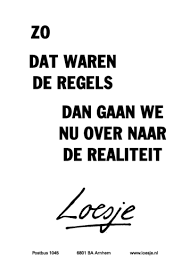 ZO
DAT WAREN
DE REGELS
DAN GAAN WE
NU OVER NAAR
DE REALITEIT
Loesje
Postbus 1045 6801 BA Arnhem www.loesje.nl